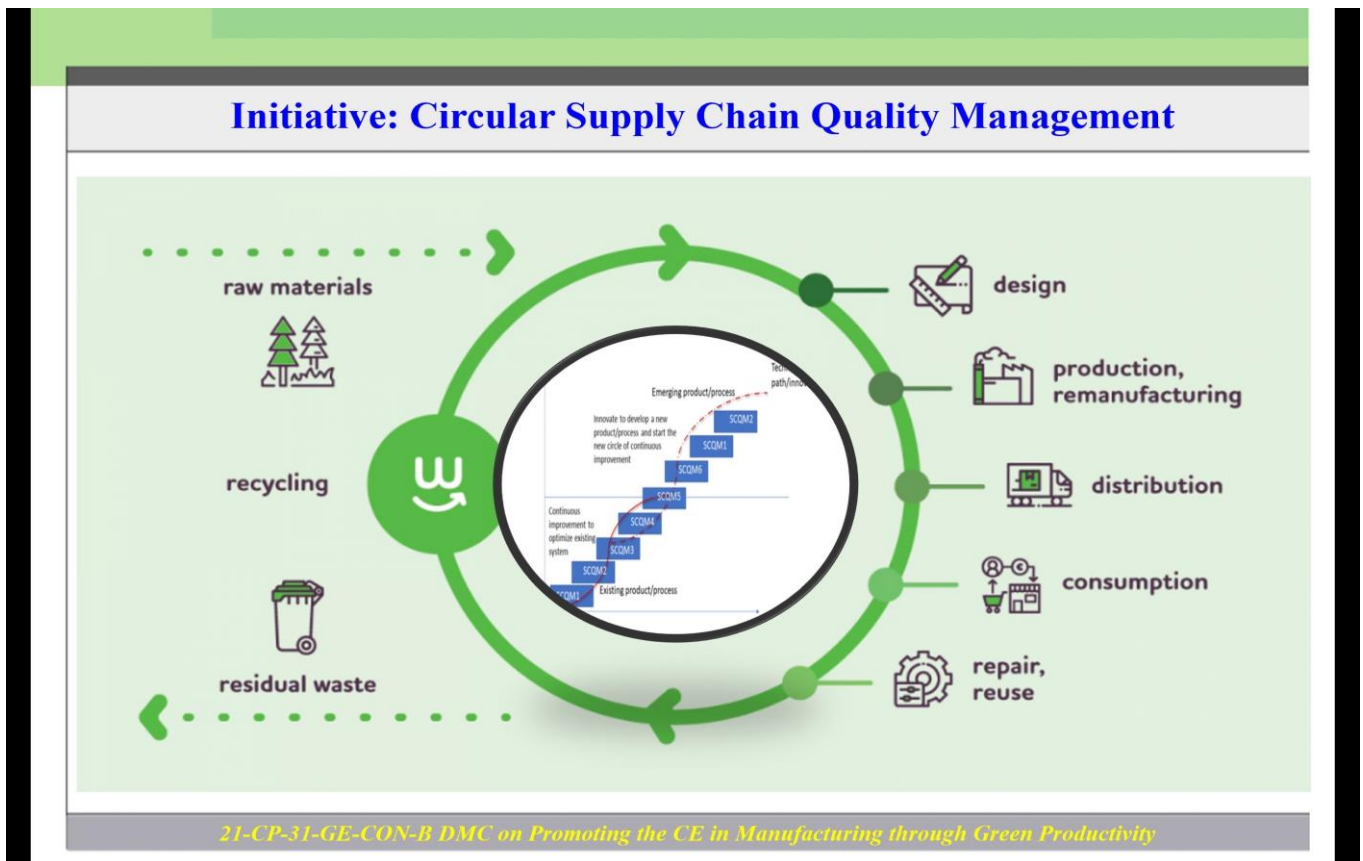 Initiative: Circular Supply Chain Quality Management
raw materials
recycling
residual waste
design
production,
remanufacturing
distribution
consumption
repair,
reuse
Emerging product/process
path/innov
Innovate to develop a new
product/process and start the
new circle of continuous
improvement
SCQM2
SCQM1
SCQM6
SCQM5
Continuous
improvement to
optimize existing
system
SCQM4
SCQM3
SCQM2
SCQM1
Existing product/process
21-CP-31-GE-CON-B DMC on Promoting the CE in Manufacturing through Green Productivity